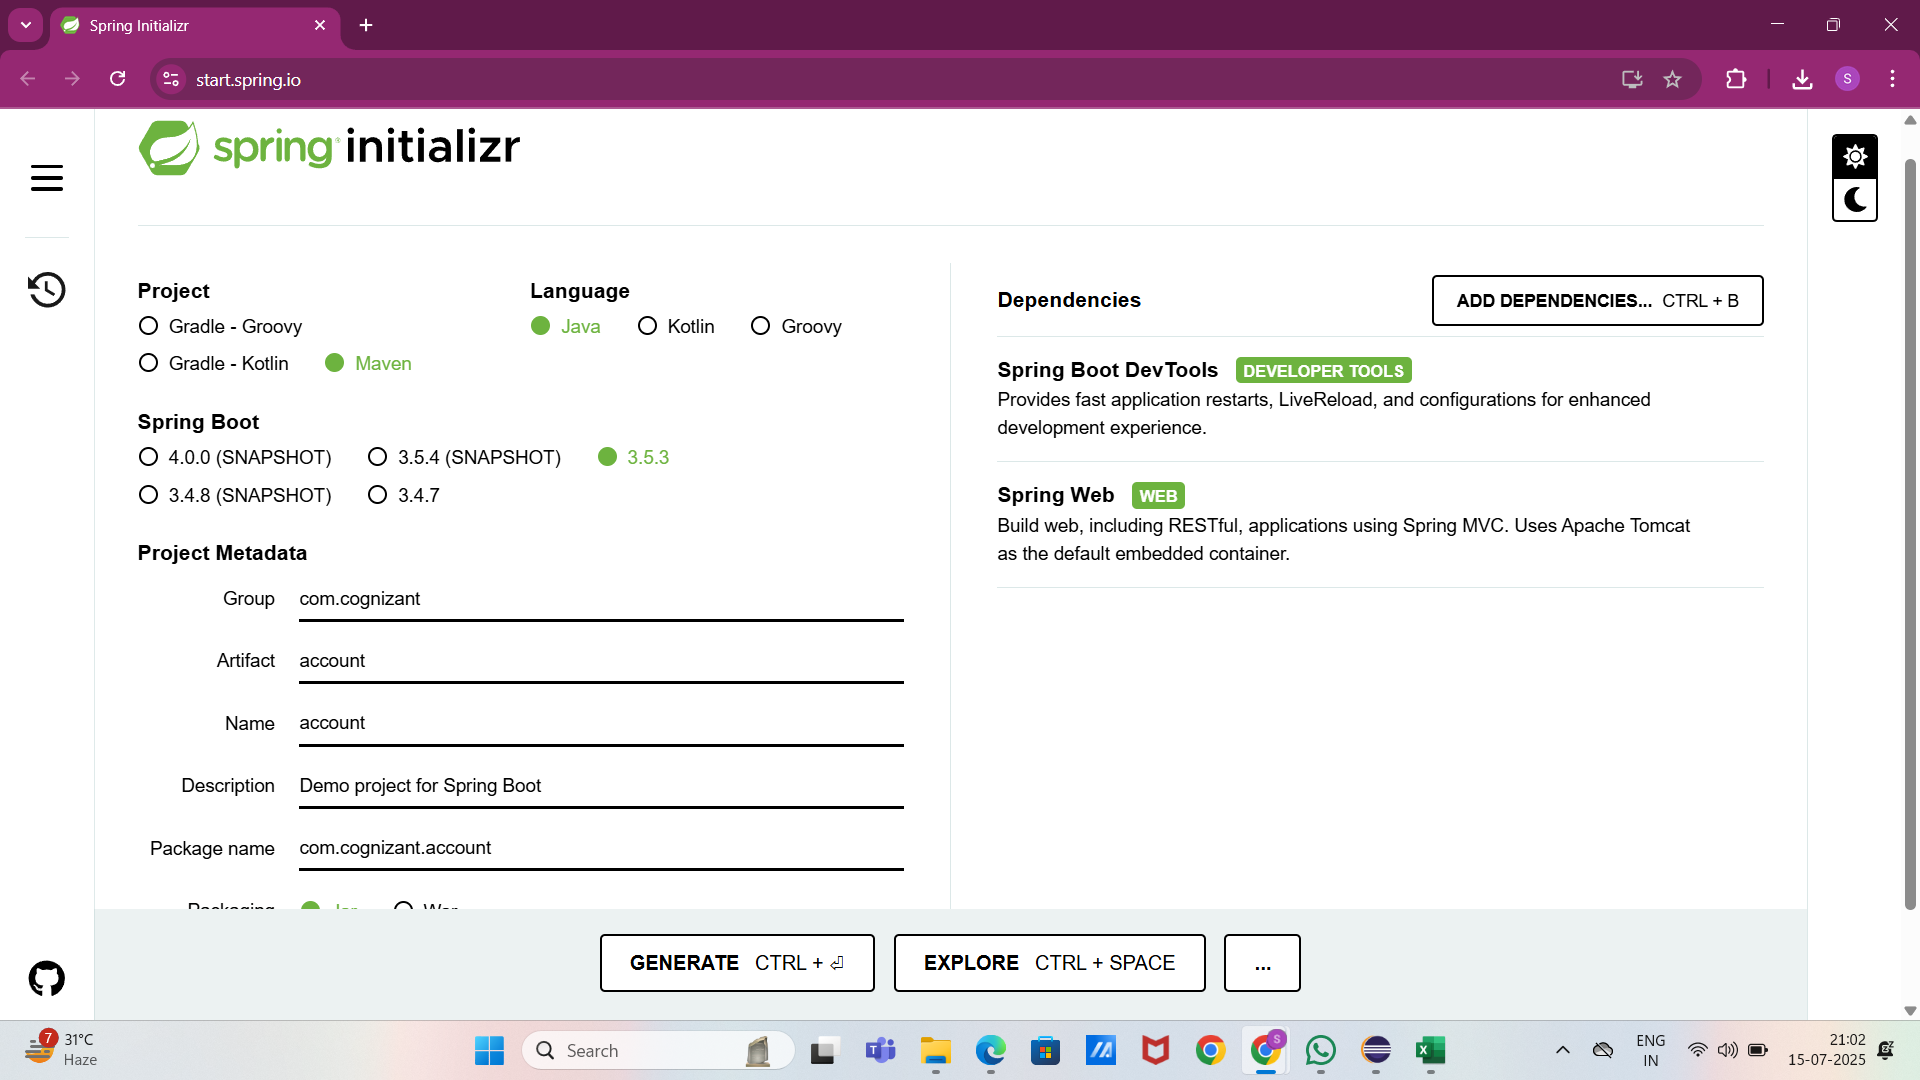 Spring Initializr
start.spring.io
S
spring initializr
Project
Gradle - Groovy
Gradle - Kotlin Maven
Language
Java Kotlin Groovy
Spring Boot
4.0.0 (SNAPSHOT) 3.5.4 (SNAPSHOT) 3.5.3
3.4.8 (SNAPSHOT) 3.4.7
Project Metadata
Group com.cognizant
Artifact account
Name account
Description Demo project for Spring Boot
Package name com.cognizant.account
Packaging Jar War
Dependencies
ADD DEPENDENCIES... CTRL + B
Spring Boot DevTools DEVELOPER TOOLS
Provides fast application restarts, LiveReload, and configurations for enhanced
development experience.
Spring Web WEB
Build web, including RESTful, applications using Spring MVC. Uses Apache Tomcat
as the default embedded container.
GENERATE CTRL + ⏎
EXPLORE CTRL + SPACE
...
7
31°C
Haze
Search
S
ENG
IN
21:02
15-07-2025